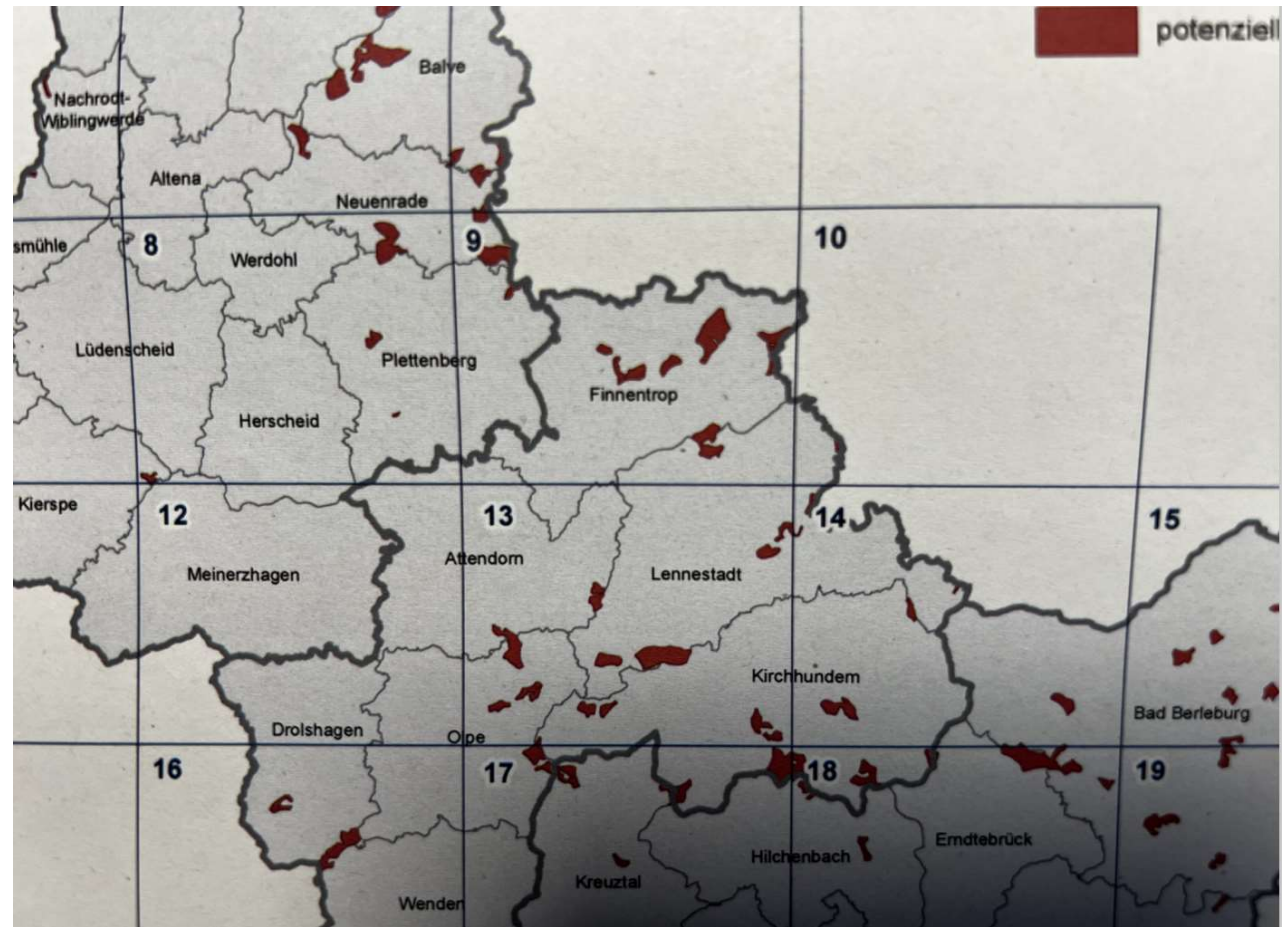 potenziell
Balve
Nachrodt-
Wiblingwerde
Altena
Neuenrade
smühle
8
Werdohl
9
10
Lüdenscheid
Plettenberg
Finnentrop
Herscheid
Kierspe
12
13
14
15
Attendorn
Meinerzhagen
Lennestadt
Kirchhundem
Bad Berleburg
Drolshagen
Olpe
16
17
18
19
Erndtebrück
Hilchenbach
Kreuztal
Wenden